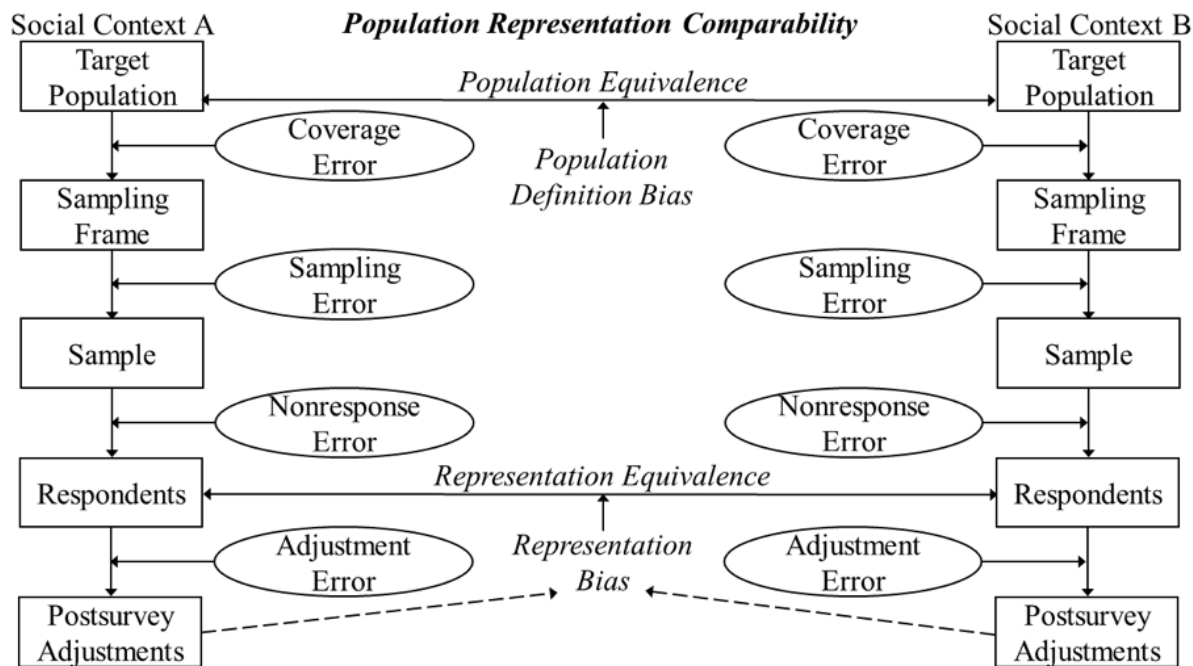 Social Context A
Population Representation Comparability
Social Context B
Target
Population
Population Equivalence
Target
Population
Coverage
Error
Population
Definition Bias
Coverage
Error
Sampling
Frame
Sampling
Frame
Sampling
Error
Sampling
Error
Sample
Sample
Nonresponse
Error
Nonresponse
Error
Respondents
Representation Equivalence
Respondents
Adjustment
Error
Representation
Bias
Adjustment
Error
Postsurvey
Adjustments
Postsurvey
Adjustments